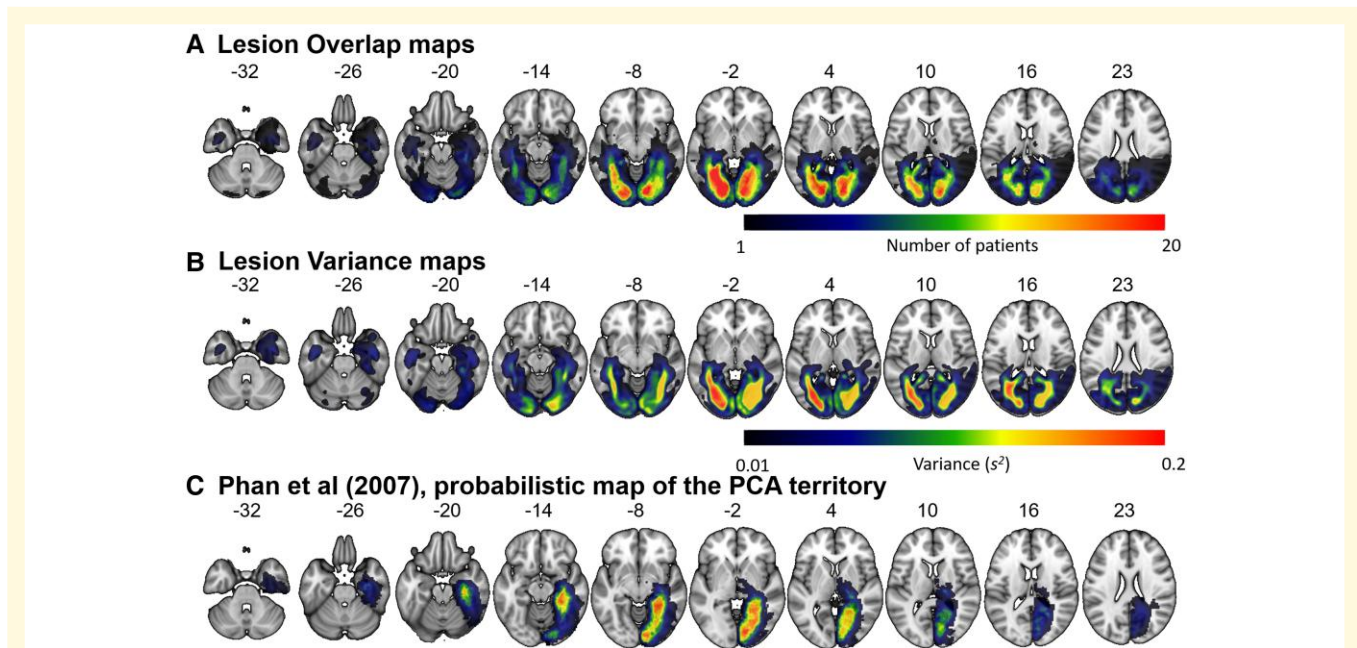 A Lesion Overlap maps
-32 -26 -20 -14 -8 -2 4 10 16 23
1 Number of patients 20
B Lesion Variance maps
-32 -26 -20 -14 -8 -2 4 10 16 23
0.01 Variance (s²) 0.2
C Phan et al (2007), probabilistic map of the PCA territory
-32 -26 -20 -14 -8 -2 4 10 16 23